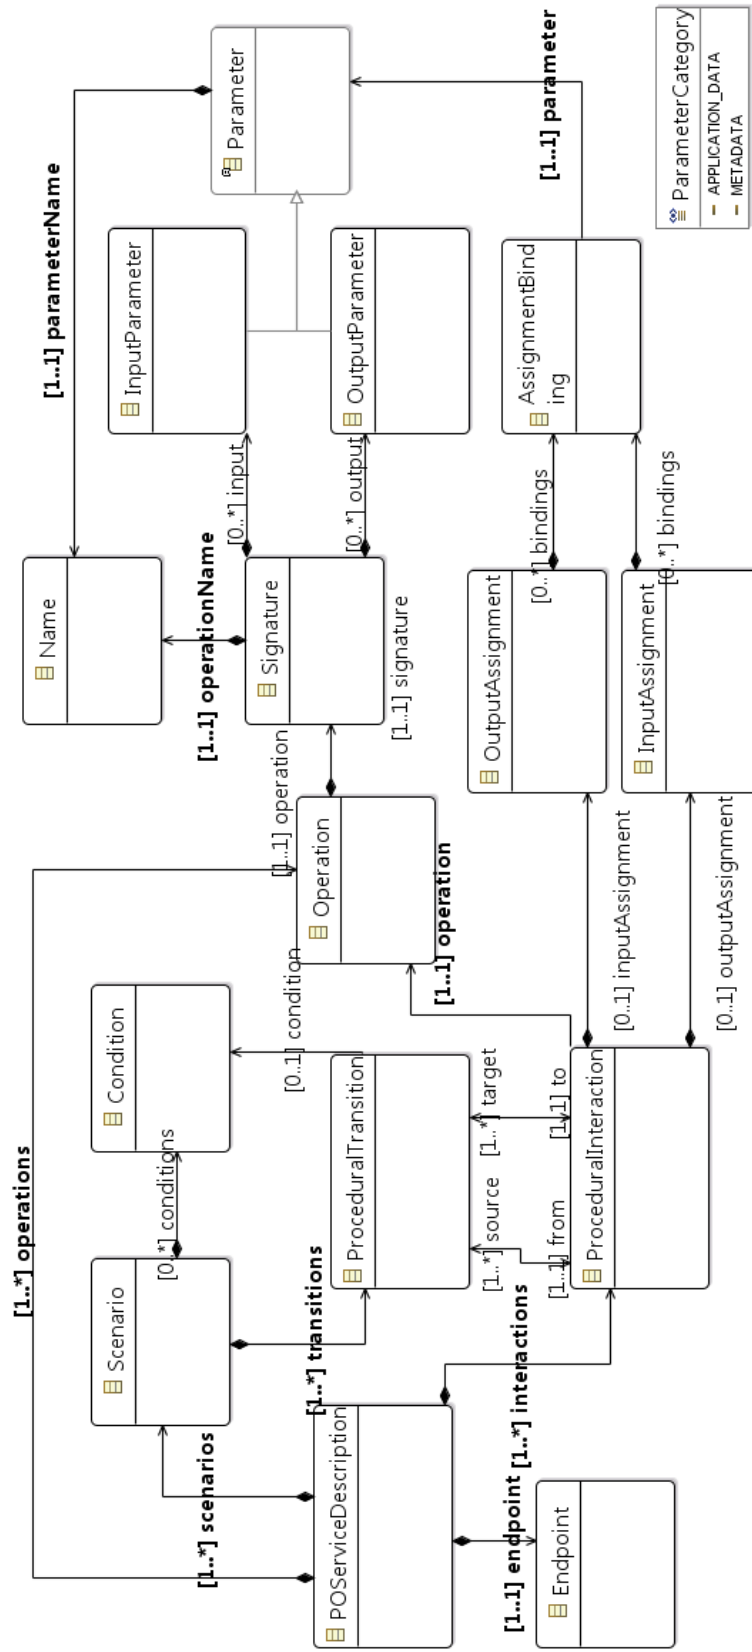 [1..*] operations
Scenario
[0..*] conditions
Condition
[1..*] scenarios
[1..*] transitions
POServiceDescription
ProceduralTransition
[0..1] condition
[1..1] operation
Operation
[1..1] operation
[1..*] source
[1..*] target
[1..1] from
[1..1] to
ProceduralInteraction
[1..1] endpoint
[1..*] interactions
Endpoint
Name
[1..1] parameterName
[1..1] operationName
Signature
[1..1] signature
[0..*] input
[0..*] output
InputParameter
OutputParameter
Parameter
OutputAssignment
InputAssignment
[0..1] inputAssignment
[0..1] outputAssignment
[0..*] bindings
[0..*] bindings
AssignmentBind
ing
[1..1] parameter
ParameterCategory
APPLICATION_DATA
METADATA